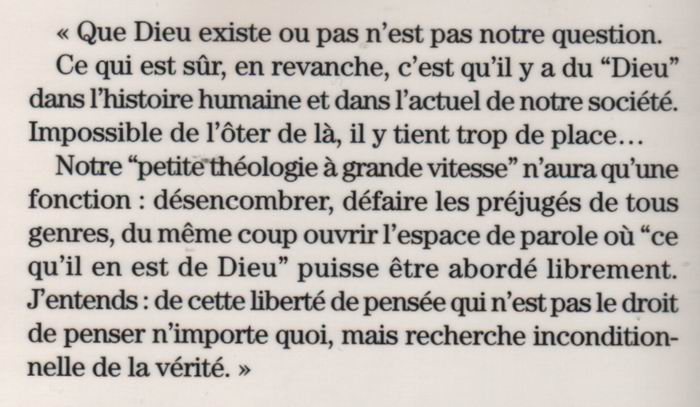 « Que Dieu existe ou pas n’est pas notre question.
Ce qui est sûr, en revanche, c’est qu’il y a du “Dieu”
dans l’histoire humaine et dans l’actuel de notre société.
Impossible de l’ôter de là, il y tient trop de place…
Notre “petite théologie à grande vitesse” n’aura qu’une
fonction : désencombrer, défaire les préjugés de tous
genres, du même coup ouvrir l’espace de parole où “ce
qu’il en est de Dieu” puisse être abordé librement.
J’entends : de cette liberté de pensée qui n’est pas le droit
de penser n’importe quoi, mais recherche incondition-
nelle de la vérité. »